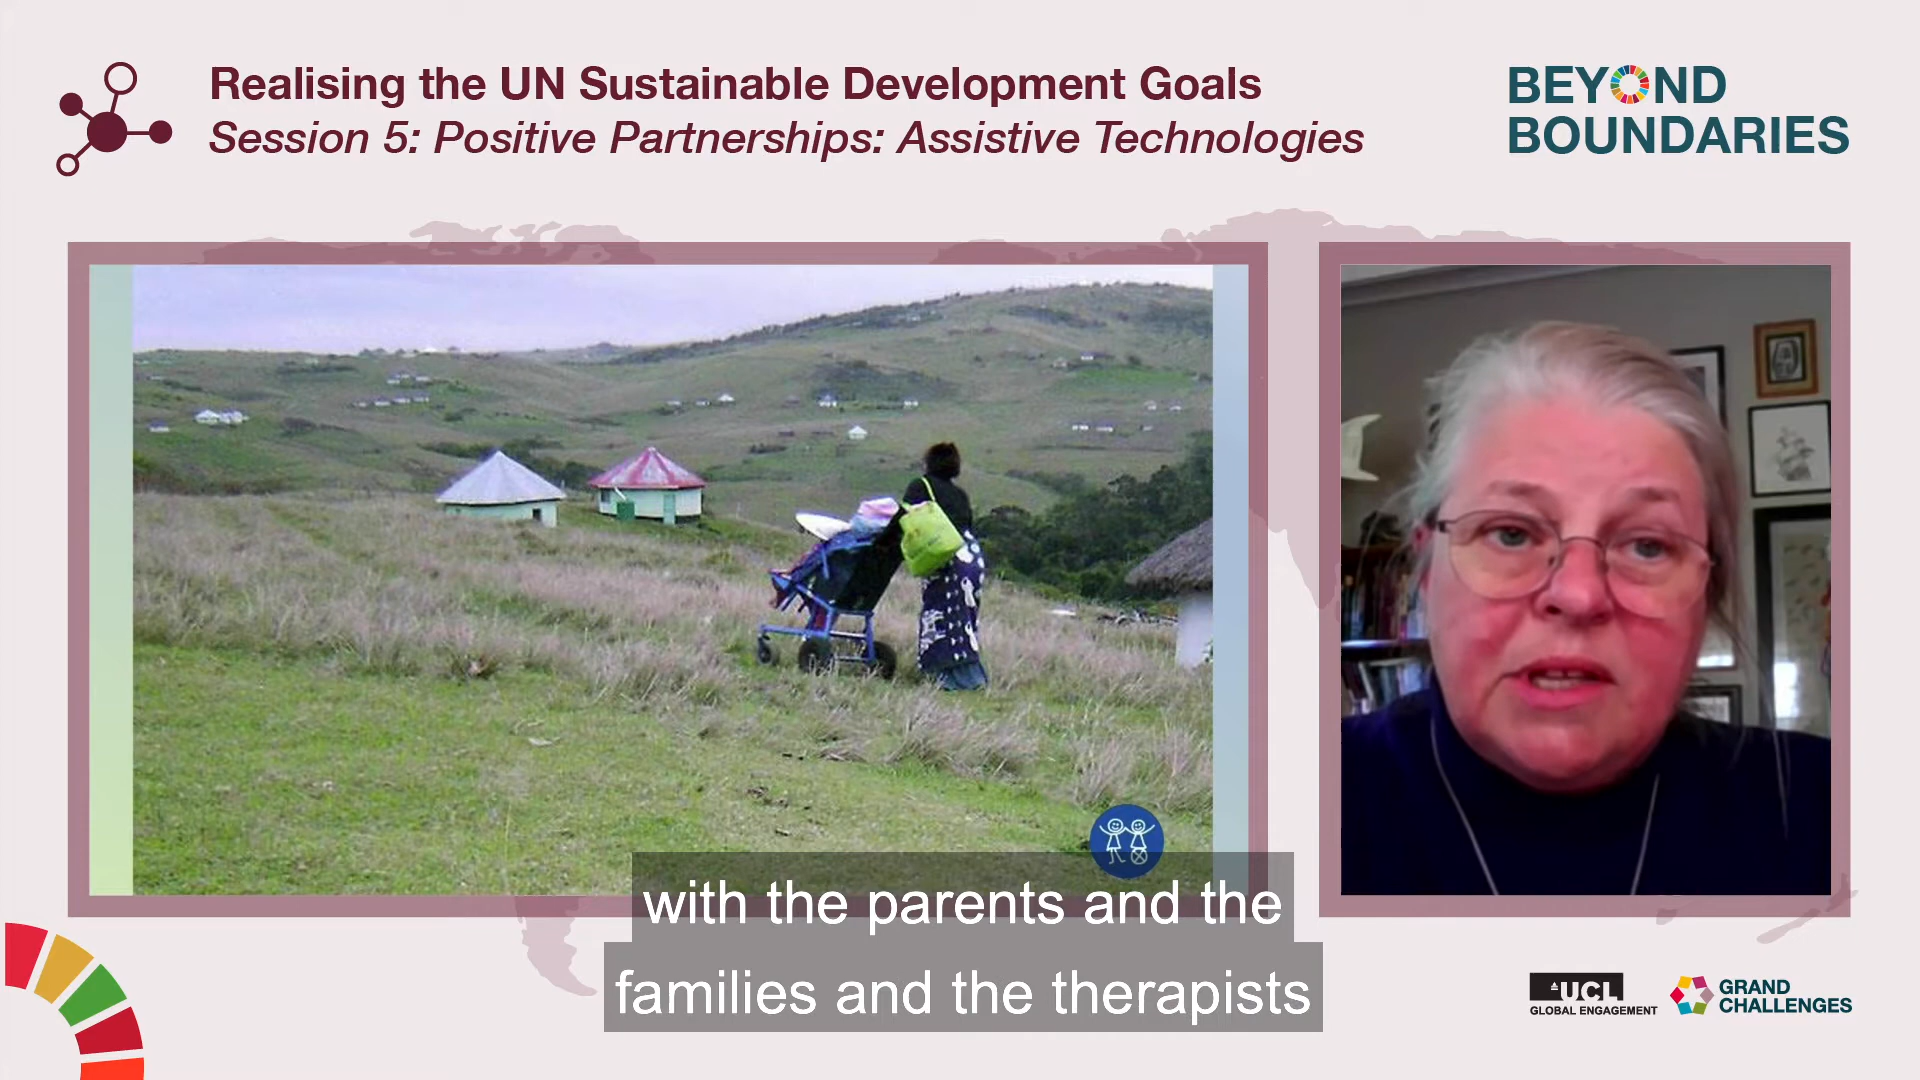 Realising the UN Sustainable Development Goals
Session 5: Positive Partnerships: Assistive Technologies
BEYOND
BOUNDARIES
with the parents and the
families and the therapists
UCL
GLOBAL ENGAGEMENT
GRAND
CHALLENGES